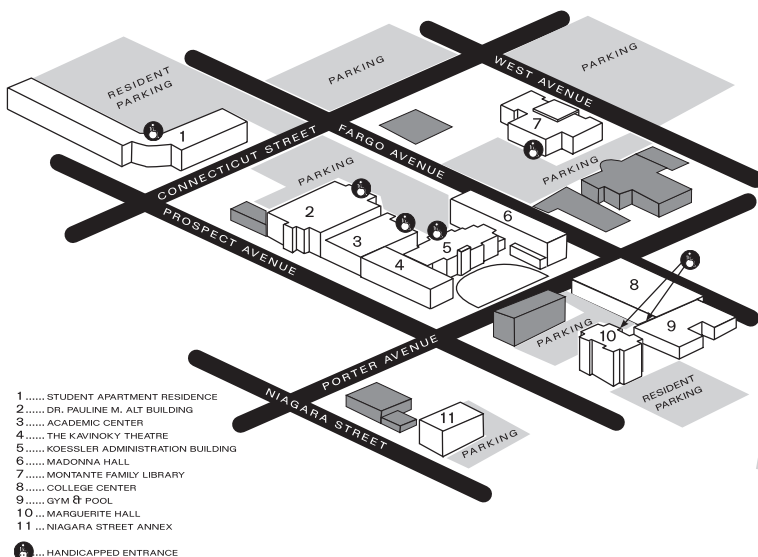 WEST AVENUE
PARKING
PARKING
RESIDENT
PARKING
7
1
FARGO AVENUE
CONNECTICUT STREET
PARKING
PARKING
PROSPECT AVENUE
2
6
3
5
4
8
9
10
PARKING
PORTER AVENUE
RESIDENT
PARKING
NIAGARA STREET
11
PARKING
1 ...... STUDENT APARTMENT RESIDENCE
2 ...... DR. PAULINE M. ALT BUILDING
3 ...... ACADEMIC CENTER
4 ...... THE KAVINOKY THEATRE
5 ...... KOESSLER ADMINISTRATION BUILDING
6 ...... MADONNA HALL
7 ...... MONTANTE FAMILY LIBRARY
8 ...... COLLEGE CENTER
9 ...... GYM & POOL
10 ... MARGUERITE HALL
11 ... NIAGARA STREET ANNEX
... HANDICAPPED ENTRANCE